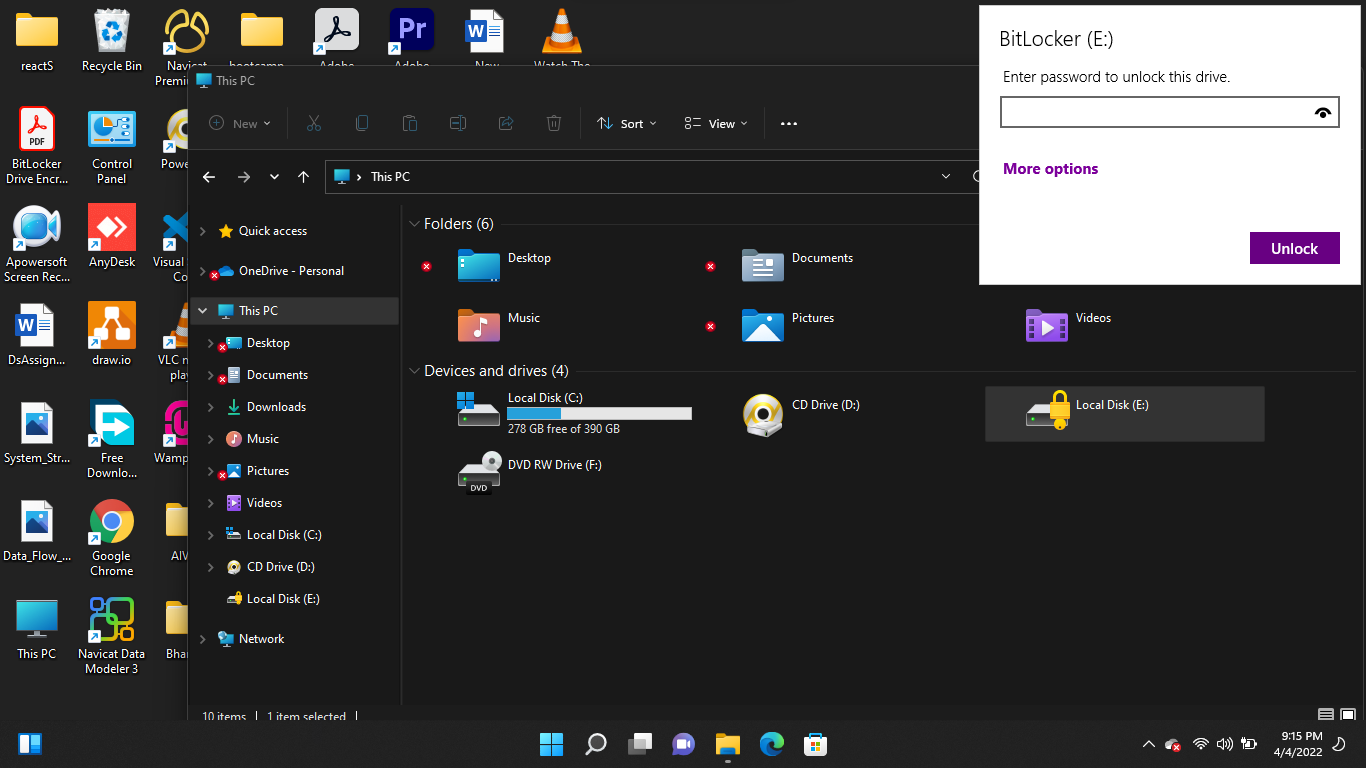 reactS
Recycle Bin
Navicat
Premiu
bootcamp
Adobe
Adobe
New
Watch The
BitLocker
Drive Encr...
Control
Panel
Powe
Apowersoft
Screen Rec...
AnyDesk
Visual
Co
DsAssign...
draw.io
VLC m
play
System_Str...
Free
Downlo...
Wamp
Data_Flow_...
Google
Chrome
AIV
This PC
Navicat Data
Modeler 3
Bha
PDF
Pr
W
W
This PC
New
Sort
View
This PC
Quick access
OneDrive - Personal
This PC
Desktop
Documents
Downloads
Music
Pictures
Videos
Local Disk (C:)
CD Drive (D:)
Local Disk (E:)
Network
Folders (6)
Desktop
Documents
Music
Pictures
Videos
Devices and drives (4)
Local Disk (C:)
278 GB free of 390 GB
CD Drive (D:)
Local Disk (E:)
DVD RW Drive (F:)
DVD
10 items
1 item selected
BitLocker (E:)
Enter password to unlock this drive.
More options
Unlock
9:15 PM
4/4/2022